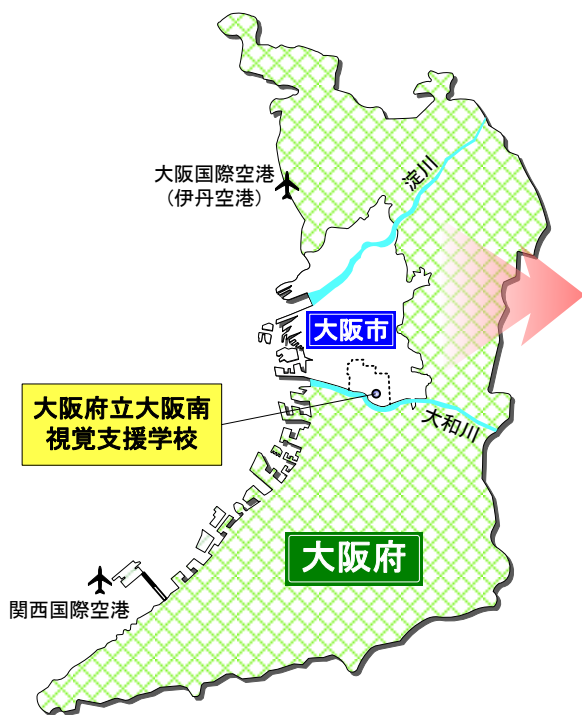 大阪国際空港
（伊丹空港）
淀川
大阪市
大阪府立大阪南
視覚支援学校
大和川
大阪府
関西国際空港